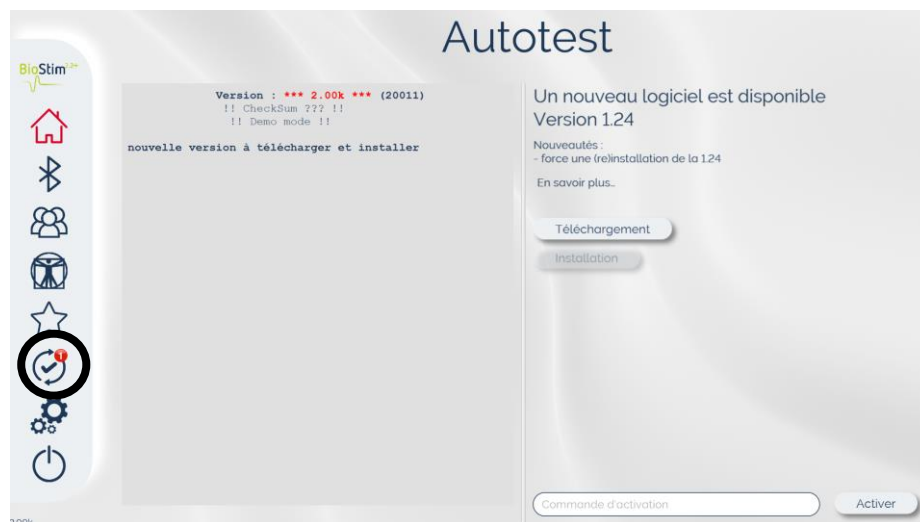 Autotest
BioStim
Version : *** 2.00k *** (20011)
!! CheckSum ??? !!
!! Demo mode !!
nouvelle version à télécharger et installer
Un nouveau logiciel est disponible
Version 1.24
Nouveautés :
- force une (re)installation de la 1.24
En savoir plus...
Téléchargement
Installation
1
Commande d'activation
Activer